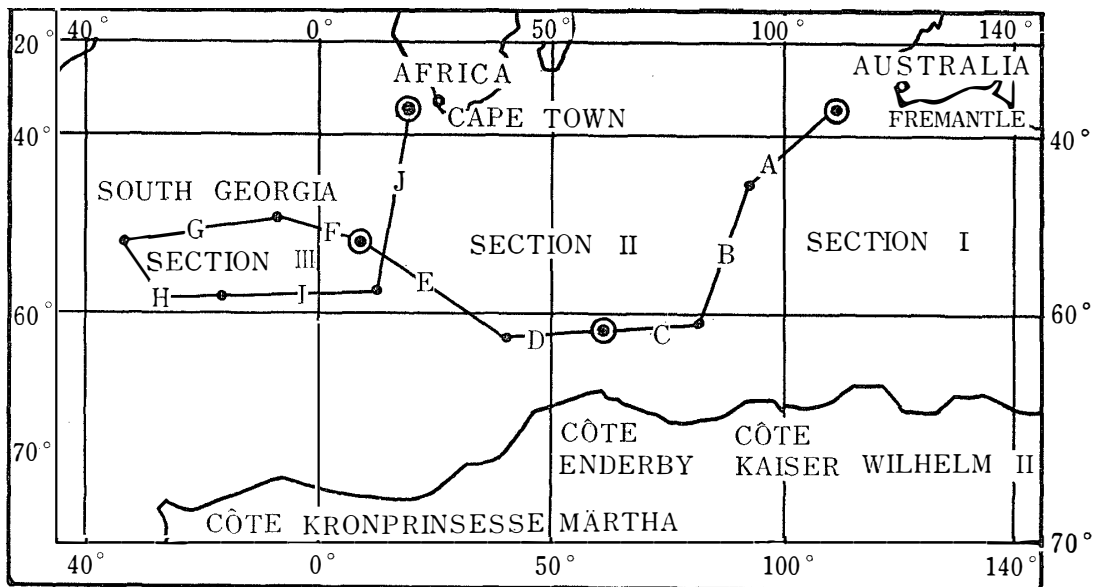 40° 0° 50° 100° 140°
20°
AFRICA
AUSTRALIA
CAPE TOWN
FREMANTLE
40° 40°
A
J
SOUTH GEORGIA
G F
SECTION II
SECTION I
B
SECTION III
E
H J
60° 60°
D C
CÔTE
ENDERBY
CÔTE
KAISER WILHELM II
70°
CÔTE KRONPRINSESSE MÄRTHA
70°
40° 0° 50° 100° 140°